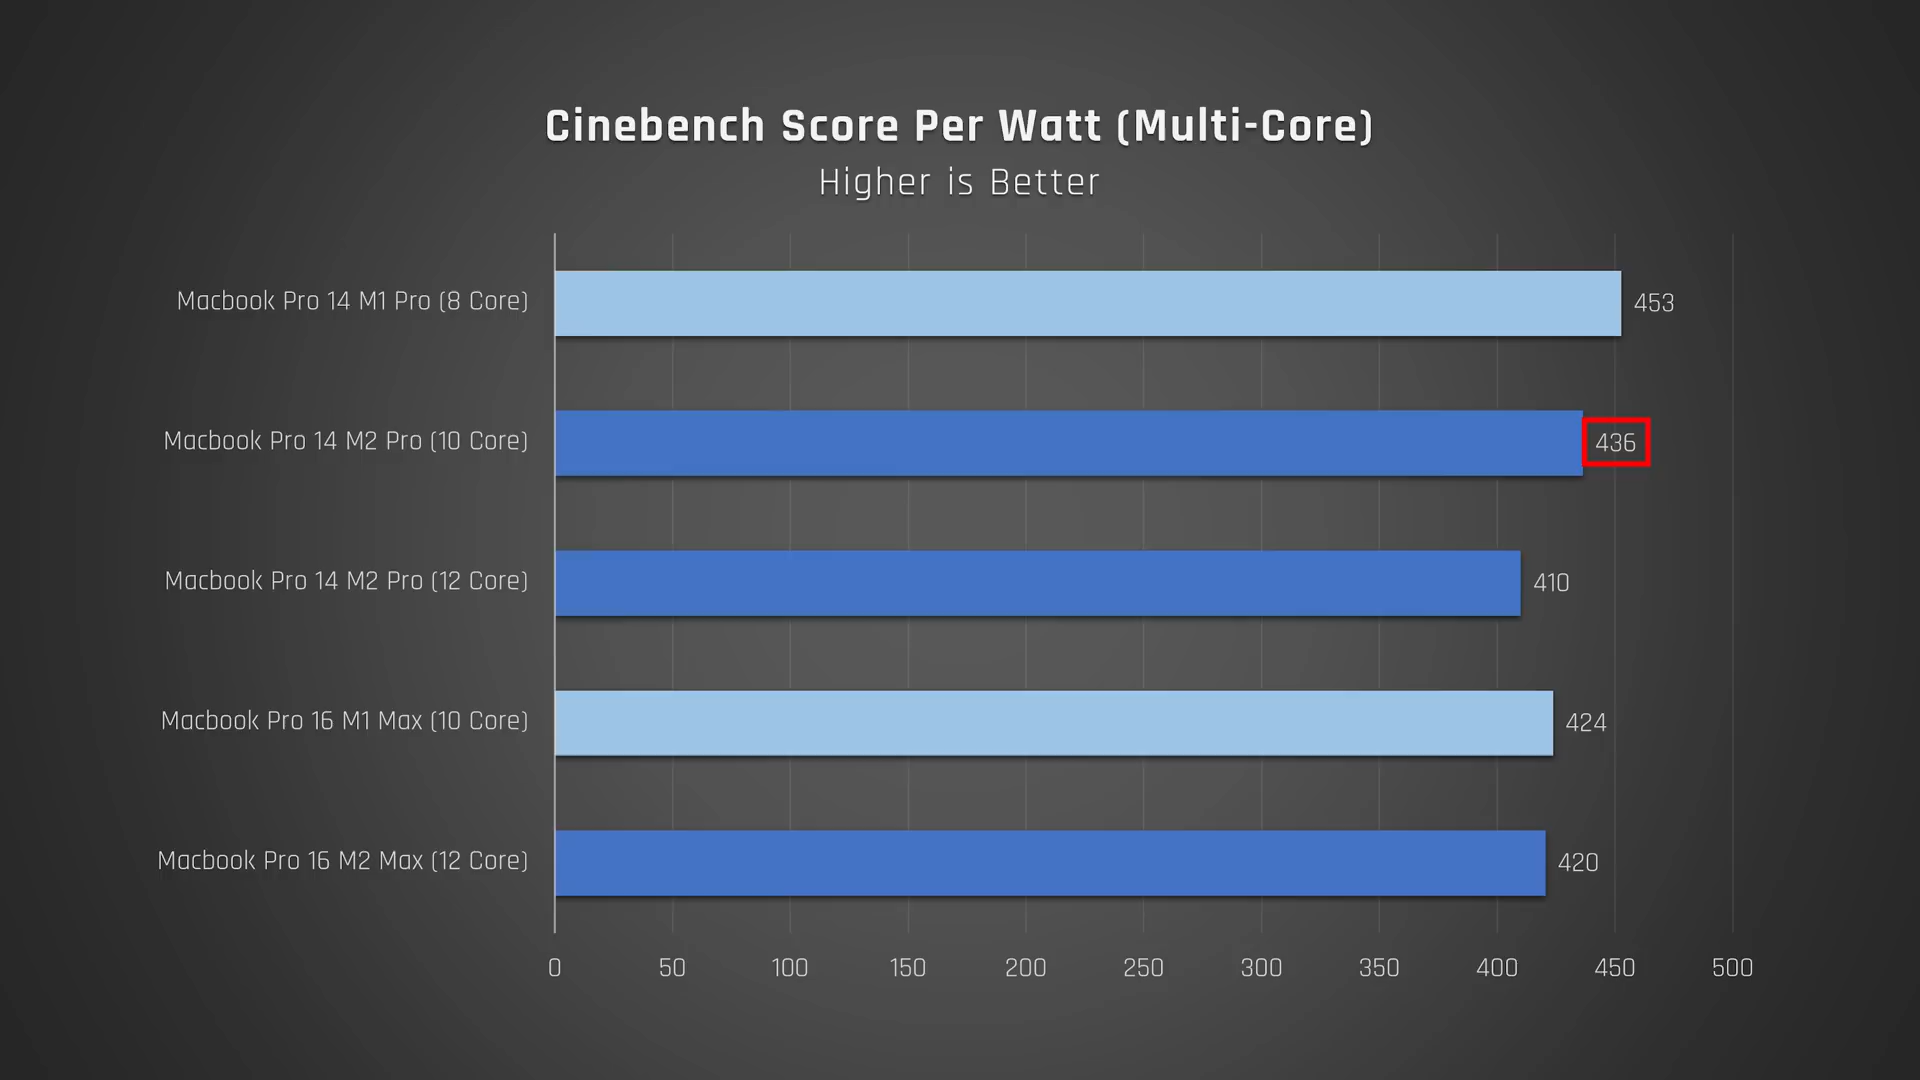 Cinebench Score Per Watt (Multi-Core)
Higher is Better
Macbook Pro 14 M1 Pro (8 Core) 453
Macbook Pro 14 M2 Pro (10 Core) 436
Macbook Pro 14 M2 Pro (12 Core) 410
Macbook Pro 16 M1 Max (10 Core) 424
Macbook Pro 16 M2 Max (12 Core) 420
0 50 100 150 200 250 300 350 400 450 500